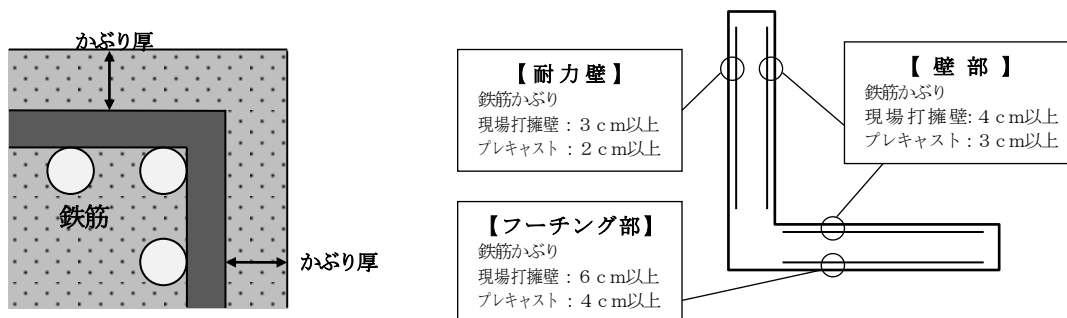 かぶり厚
鉄筋
かぶり厚
【耐力壁】
鉄筋かぶり
現場打擁壁：３ｃｍ以上
プレキャスト：２ｃｍ以上
【フーチング部】
鉄筋かぶり
現場打擁壁：６ｃｍ以上
プレキャスト：４ｃｍ以上
【壁部】
鉄筋かぶり
現場打擁壁：４ｃｍ以上
プレキャスト：３ｃｍ以上